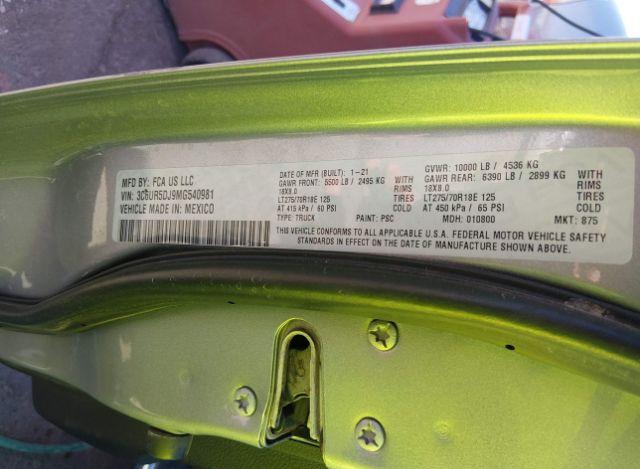 MFD BY: FCA US LLC
VIN: 3C6UR5DJ9MG540981
VEHICLE MADE IN: MEXICO
DATE OF MFR (BUILT): 1-21
GAWR FRONT: 5500 LB / 2495 KG WITH
18X8.0 RIMS
LT275/70R18E 125 TIRES
AT 415 kPa / 60 PSI COLD
TYPE: TRUCK PAINT: PSC
GVWR: 10000 LB / 4536 KG
GAWR REAR: 6390 LB / 2899 KG WITH
18X8.0 RIMS
LT275/70R18E 125 TIRES
AT 450 kPa / 65 PSI COLD
MDH: 010800 MKT: 875
THIS VEHICLE CONFORMS TO ALL APPLICABLE U.S.A. FEDERAL MOTOR VEHICLE SAFETY
STANDARDS IN EFFECT ON THE DATE OF MANUFACTURE SHOWN ABOVE.